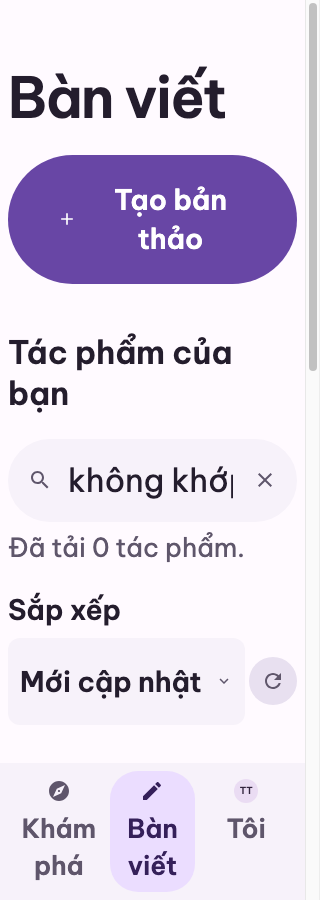 Bàn viết
Tạo bản
thảo
Tác phẩm của
bạn
không khớp
Đã tải 0 tác phẩm.
Sắp xếp
Mới cập nhật
Khám
phá
Bàn
viết
TT
Tôi